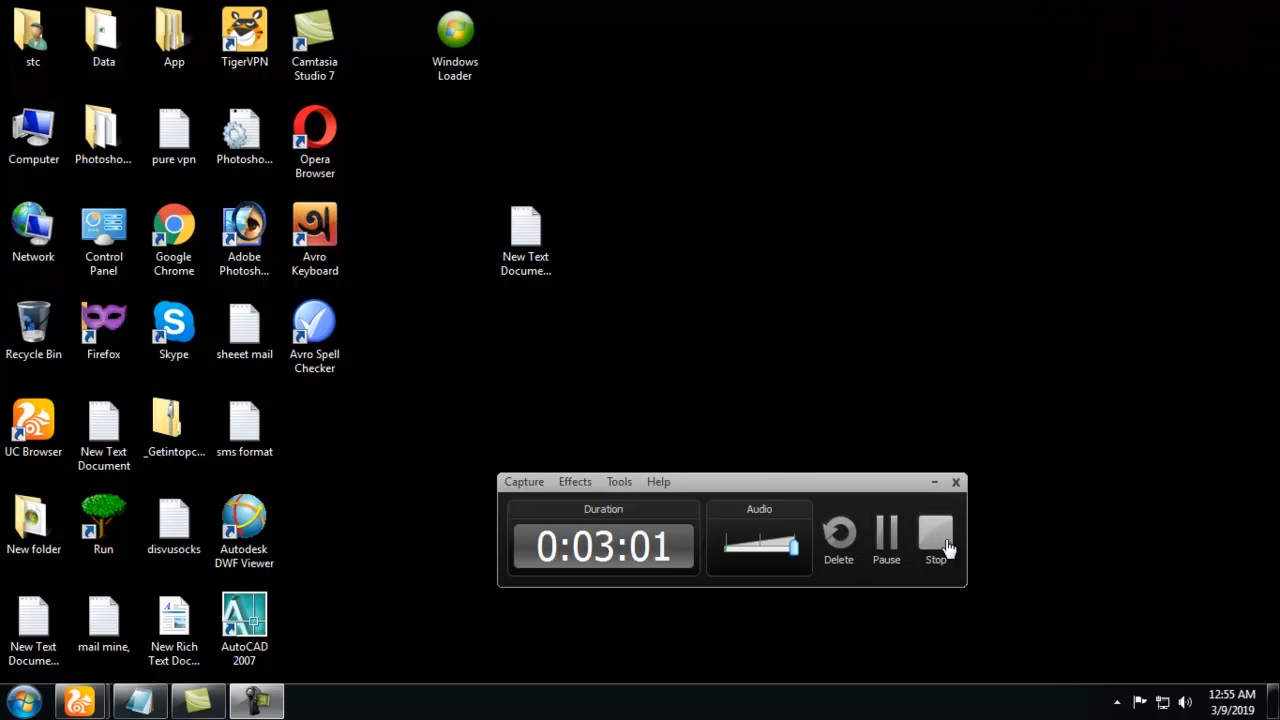 stc
Data
App
TigerVPN
Camtasia
Studio 7
Windows
Loader
Computer
Photosho...
pure vpn
Photosho...
Opera
Browser
Network
Control
Panel
Google
Chrome
Adobe
Photosh...
অ
Avro
Keyboard
New Text
Docume...
Recycle Bin
Firefox
S
Skype
sheeet mail
Avro Spell
Checker
UC Browser
New Text
Document
_Getintopc...
sms format
Capture
Effects
Tools
Help
Duration
Audio
0:03:01
Delete
Pause
Stop
New folder
Run
disvusocks
Autodesk
DWF Viewer
New Text
Docume...
mail mine,
New Rich
Text Doc...
AutoCAD
2007
12:55 AM
3/9/2019